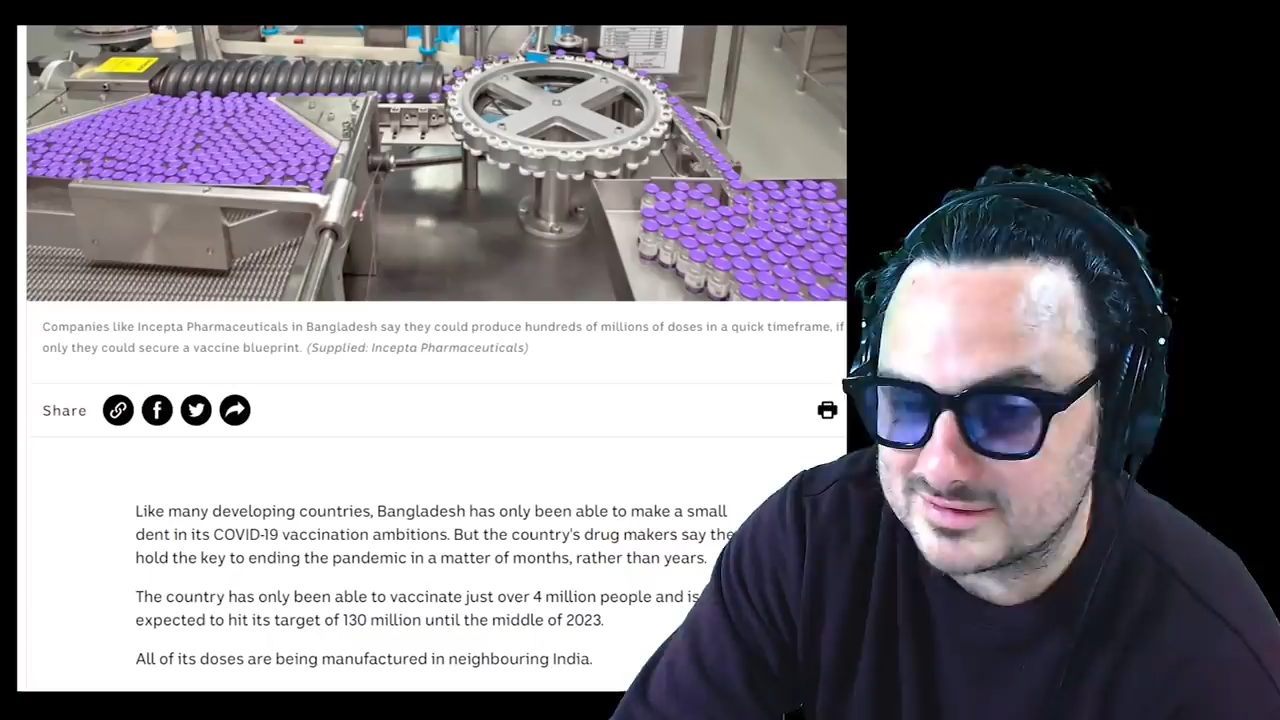 Companies like Incepta Pharmaceuticals in Bangladesh say they could produce hundreds of millions of doses in a quick timeframe, if
only they could secure a vaccine blueprint. (Supplied: Incepta Pharmaceuticals)
Share
Like many developing countries, Bangladesh has only been able to make a small
dent in its COVID-19 vaccination ambitions. But the country's drug makers say the
hold the key to ending the pandemic in a matter of months, rather than years.
The country has only been able to vaccinate just over 4 million people and is
expected to hit its target of 130 million until the middle of 2023.
All of its doses are being manufactured in neighbouring India.